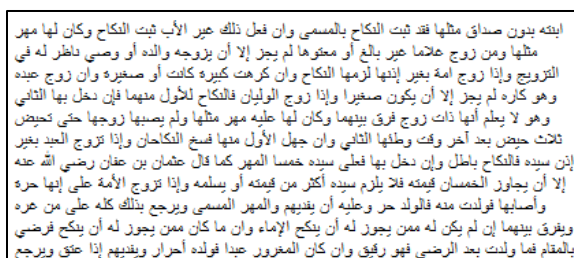 ابنته بدون صداق مثلها فقد ثبت النكاح بالمسمى وان فعل ذلك غير الأب ثبت النكاح وكان لها مهر
مثلها ومن زوج غلاما غير بالغ أو معتوها لم يجز إلا أن يزوجه والده أو وصي ناظر له في
التزويج وإذا زوج امة بغير إذنها لزمها النكاح وان كرهت كبيرة كانت أو صغيرة وان زوج عبده
وهو كاره لم يجز إلا أن يكون صغيرا وإذا زوج الوليان فالنكاح للأول منهما فإن دخل بها الثاني
وهو لا يعلم أنها ذات زوج فرق بينهما وكان لها عليه مهر مثلها ولم يصبها زوجها حتى تحيض
ثلاث حيض بعد آخر وقت وطئها الثاني وان جهل الأول منهما فسخ النكاحان وإذا تزوج العبد بغير
إذن سيده فالنكاح باطل وإن دخل بها فعلى سيده خمسا المهر كما قال عثمان بن عفان رضي الله عنه
إلا أن يجاوز الخمسان قيمته فلا يلزم سيده أكثر من قيمته أو يسلمه وإذا تزوج الأمة على إنها حرة
وأصابها فولدت منه فالولد حر وعليه أن يفديهم والمهر المسمى ويرجع بذلك كله على من غره
ويفرق بينهما إن لم يكن له ممن يجوز له أن ينكح الإماء وان ما كان ممن يجوز له أن ينكح فرضي
بالمقام فما ولدت بعد الرضي فهو رقيق وان كان المغرور عبدا فولده أحرار ويفديهم إذا عتق ويرجع